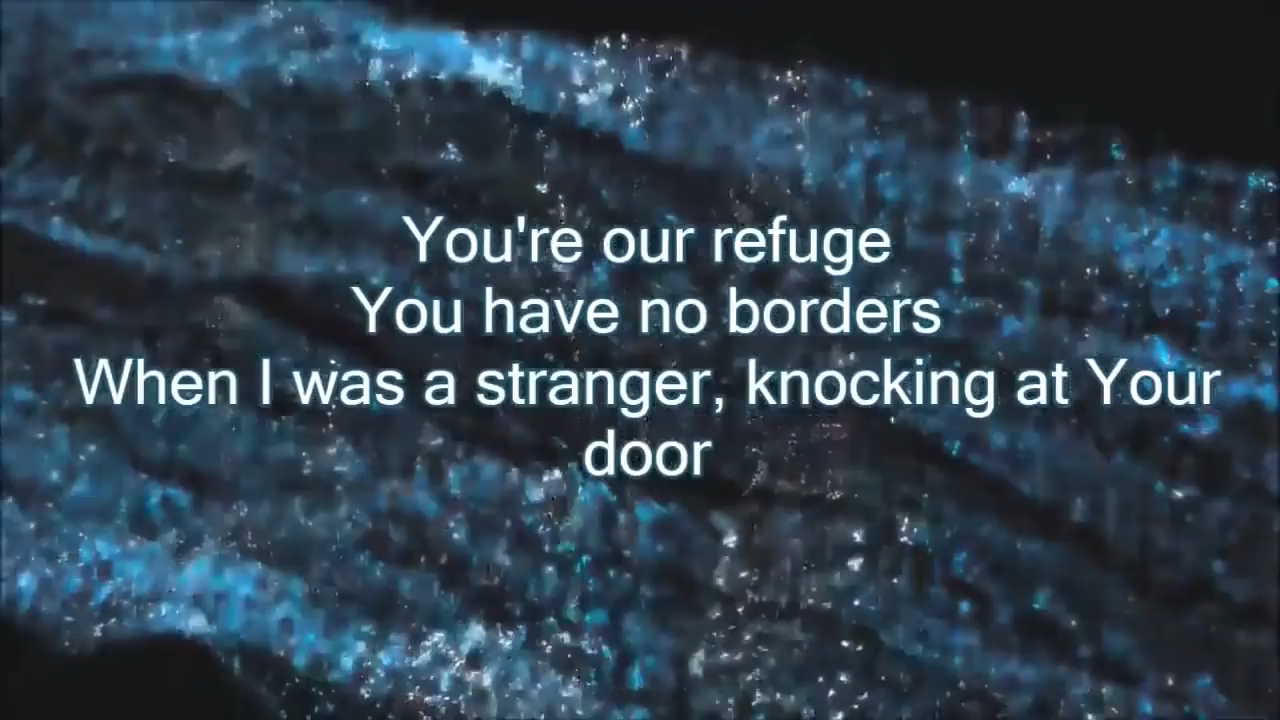 You're our refuge
You have no borders
When I was a stranger, knocking at Your
door